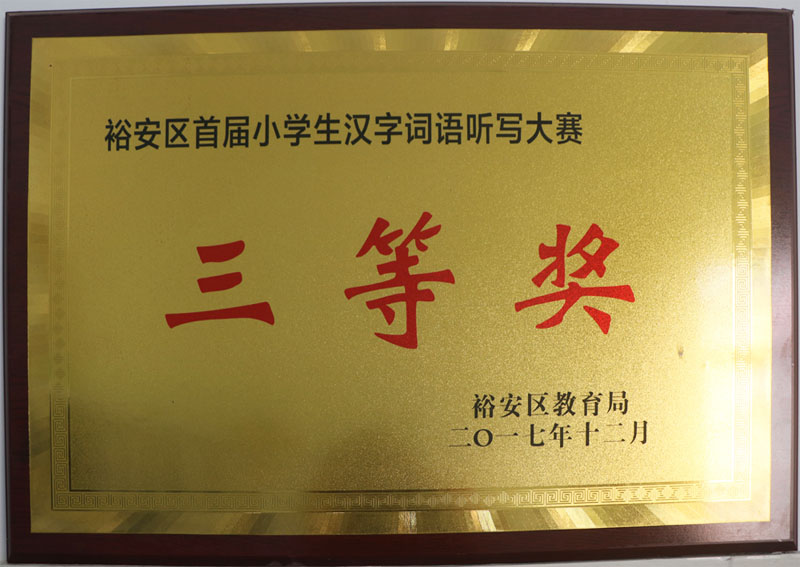 裕安区首届小学生汉字词语听写大赛
三等奖
裕安区教育局
二〇一七年十二月